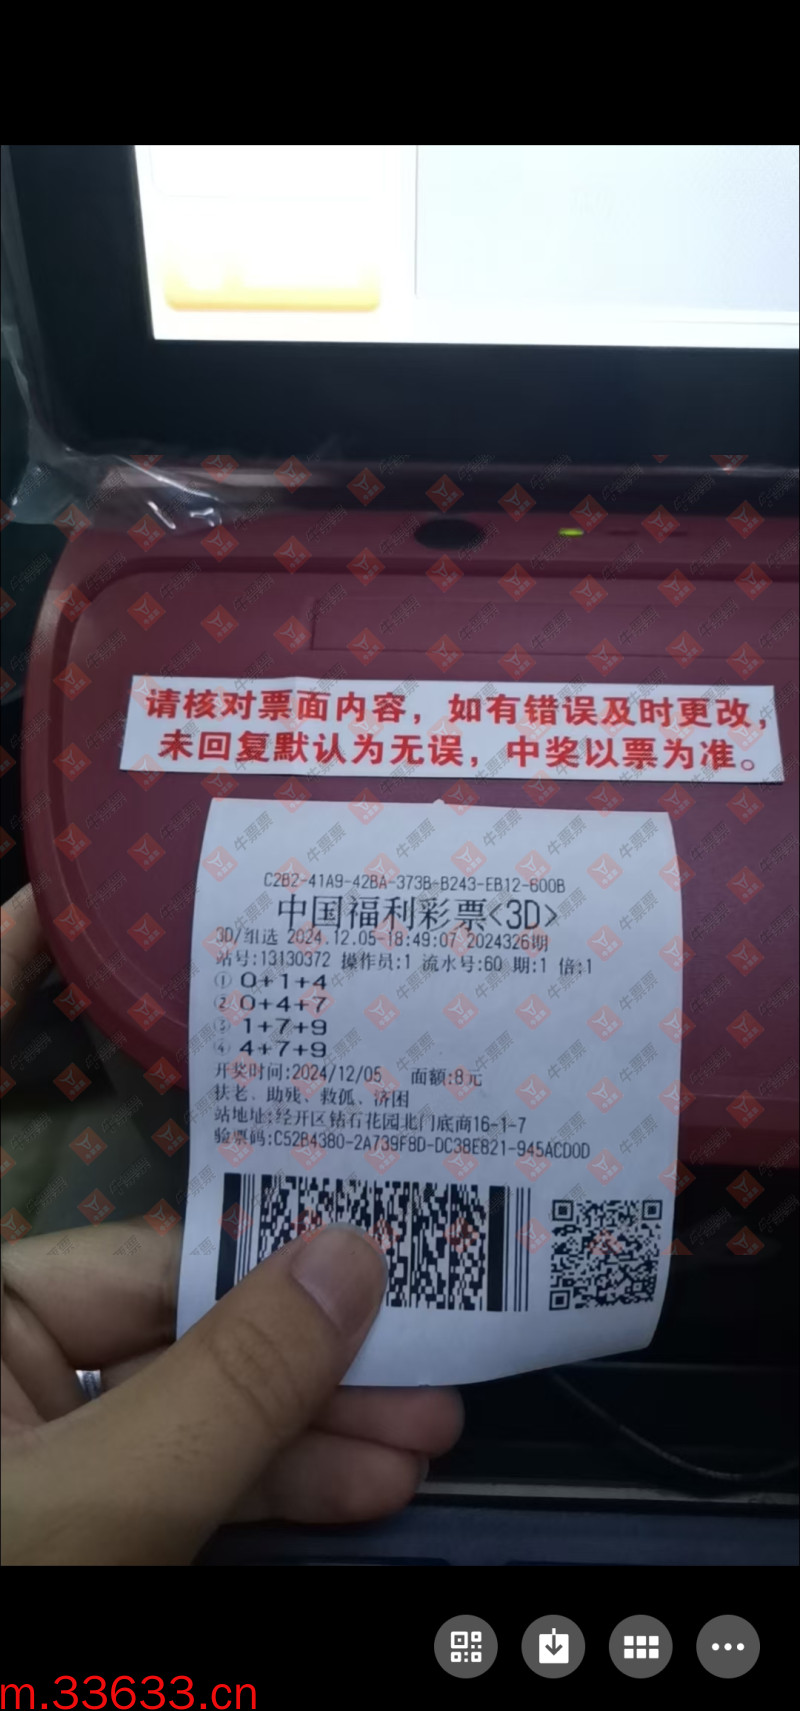 请核对票面内容，如有错误及时更改，
未回复默认为无误，中奖以票为准。
C2B2-41A9-42BA-373B-B243-EB12-600B
中国福利彩票<3D>
3D/组选 2024.12.05-18:49:07 2024326期
站号:13130372 操作员:1 流水号:60 期:1 倍:1
① 0+1+4
② 0+4+7
③ 1+7+9
④ 4+7+9
开奖时间:2024/12/05 面额:8元
扶老、助残、救孤、济困
站地址:经开区钻石花园北门底商16-1-7
验票码:C52B4380-2A739F8D-DC38E821-945ACD0D
牛票票
m.33633.cn